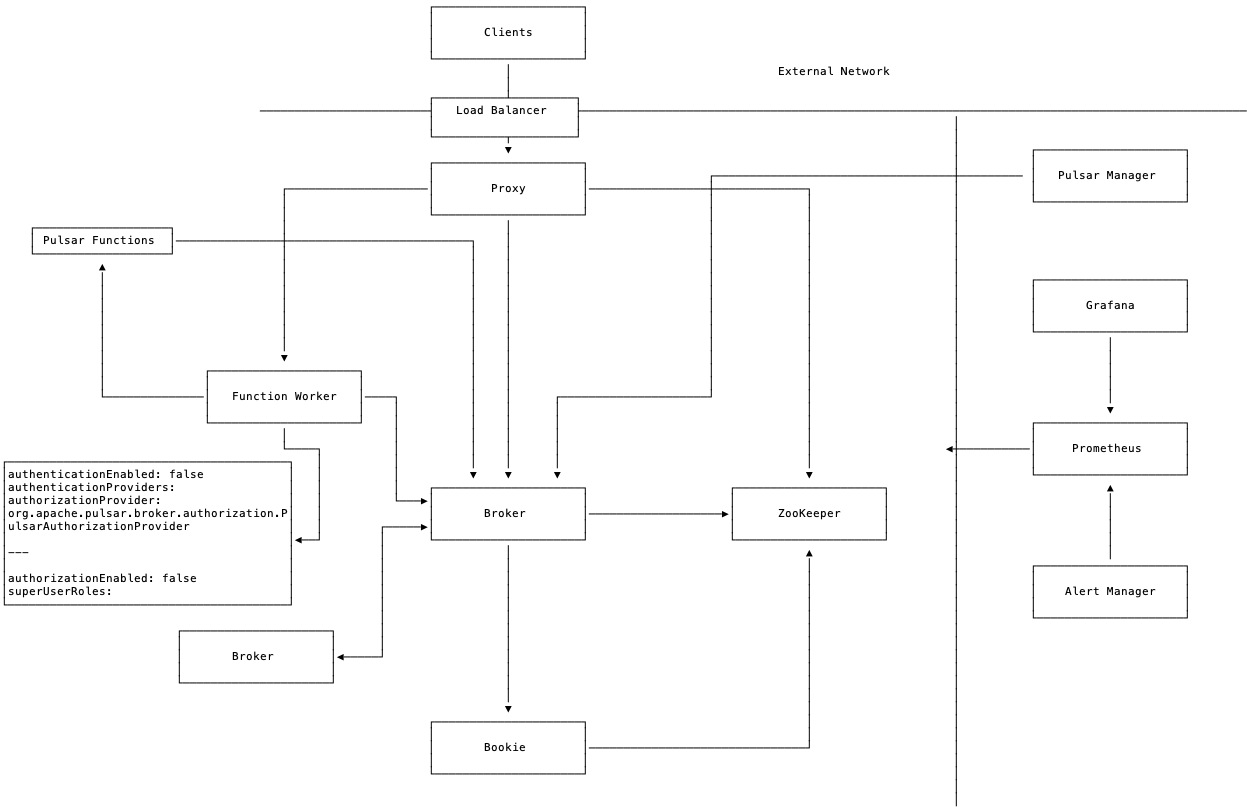 Clients
External Network
Load Balancer
Proxy
Pulsar Manager
Pulsar Functions
Grafana
Function Worker
Prometheus
authenticationEnabled: false
authenticationProviders:
authorizationProvider:
org.apache.pulsar.broker.authorization.P
ulsarAuthorizationProvider
---
authorizationEnabled: false
superUserRoles:
Broker
ZooKeeper
Alert Manager
Broker
Bookie